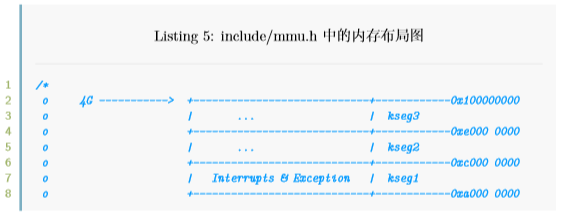 Listing 5: include/mmu.h 中的内存布局图
1 /*
2 o 4G -----------> +----------------------------+------------0x100000000
3 o | ... | kseg3
4 o +----------------------------+------------0xe000 0000
5 o | ... | kseg2
6 o +----------------------------+------------0xc000 0000
7 o | Interrupts & Exception | kseg1
8 o +----------------------------+------------0xa000 0000